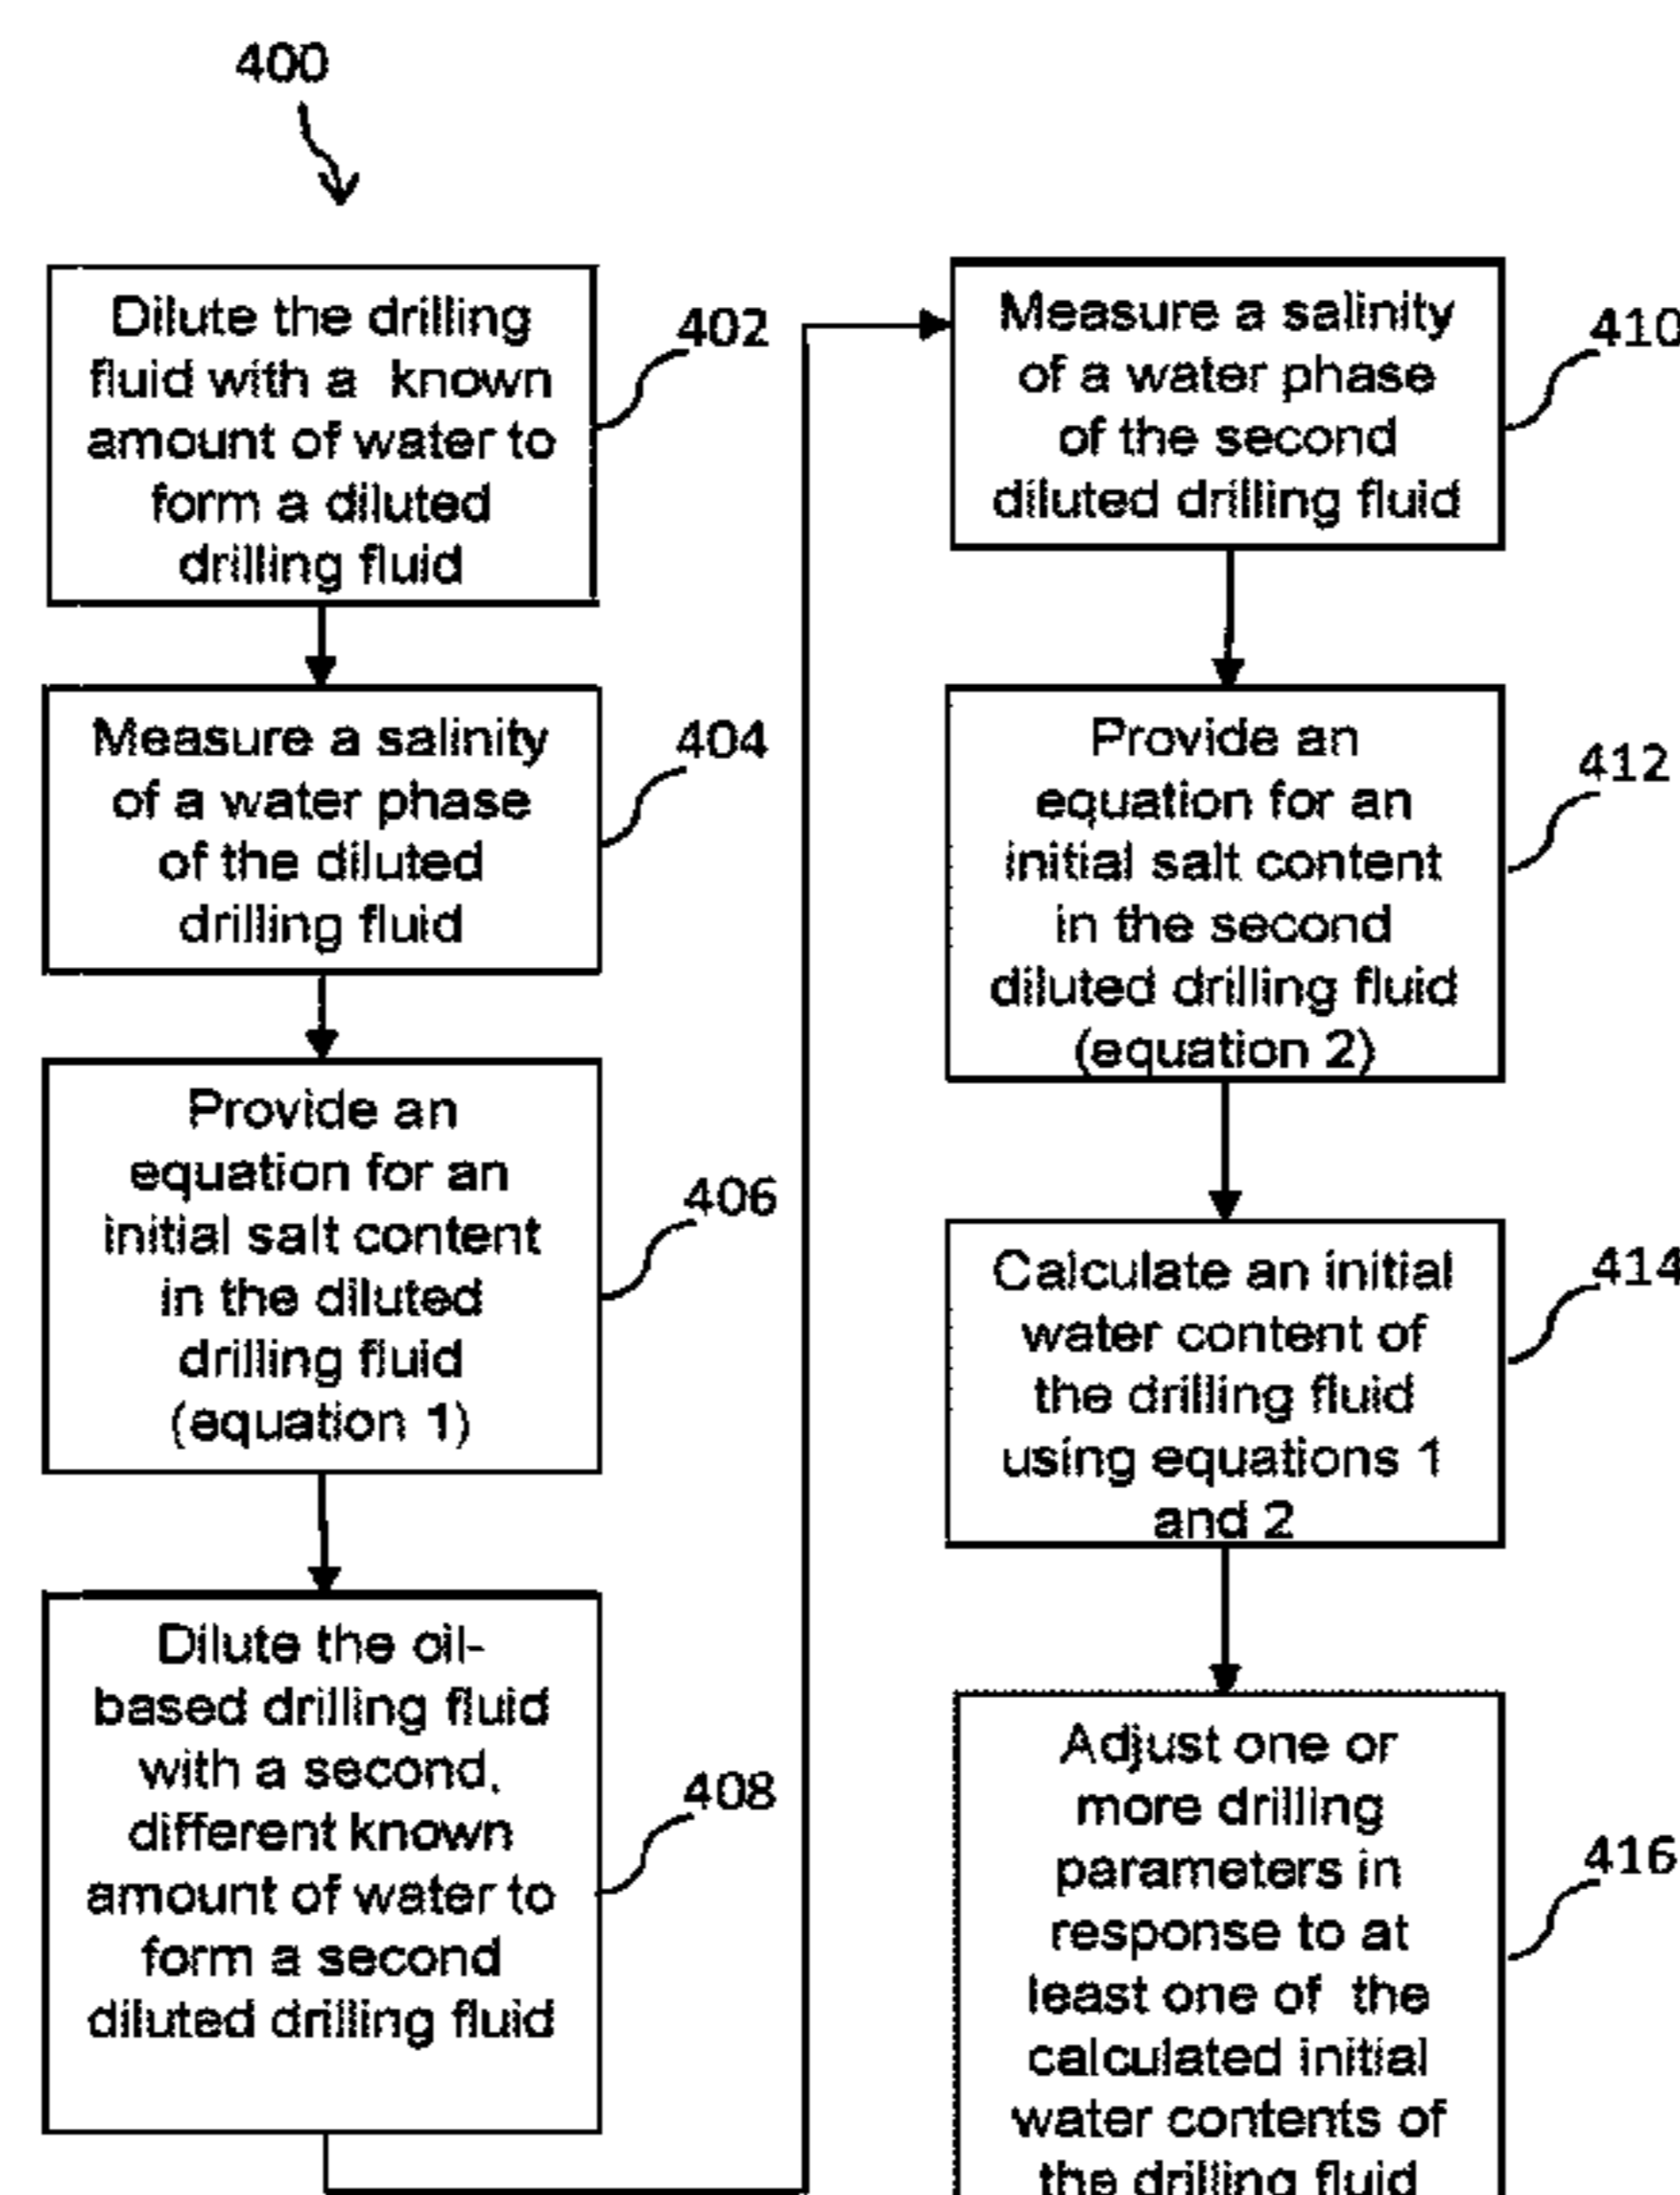 400
Dilute the drilling
fluid with a known
amount of water to
form a diluted
drilling fluid
402
Measure a salinity
of a water phase
of the diluted
drilling fluid
404
Provide an
equation for an
initial salt content
in the diluted
drilling fluid
(equation 1)
406
Dilute the oil-
based drilling fluid
with a second,
different known
amount of water to
form a second
diluted drilling fluid
408
Measure a salinity
of a water phase
of the second
diluted drilling fluid
410
Provide an
equation for an
initial salt content
in the second
diluted drilling fluid
(equation 2)
412
Calculate an initial
water content of
the drilling fluid
using equations 1
and 2
414
Adjust one or
more drilling
parameters in
response to at
least one of the
calculated initial
water contents of
the drilling fluid
416